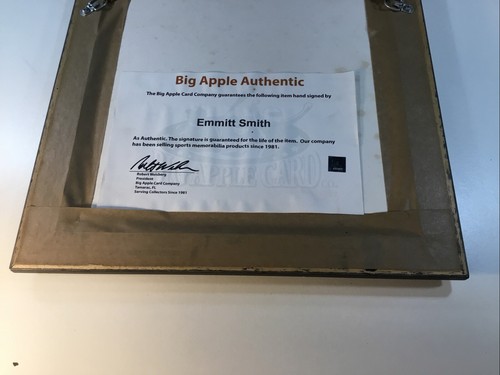 Big Apple Authentic
The Big Apple Card Company guarantees the following item hand signed by
Emmitt Smith
As Authentic. The signature is guaranteed for the life of the item. Our company
has been selling sports memorabilia products since 1981.
Robert Weinberg
President
Big Apple Card Company
Tamarac, FL
Serving Collectors Since 1981
APPLE CARD